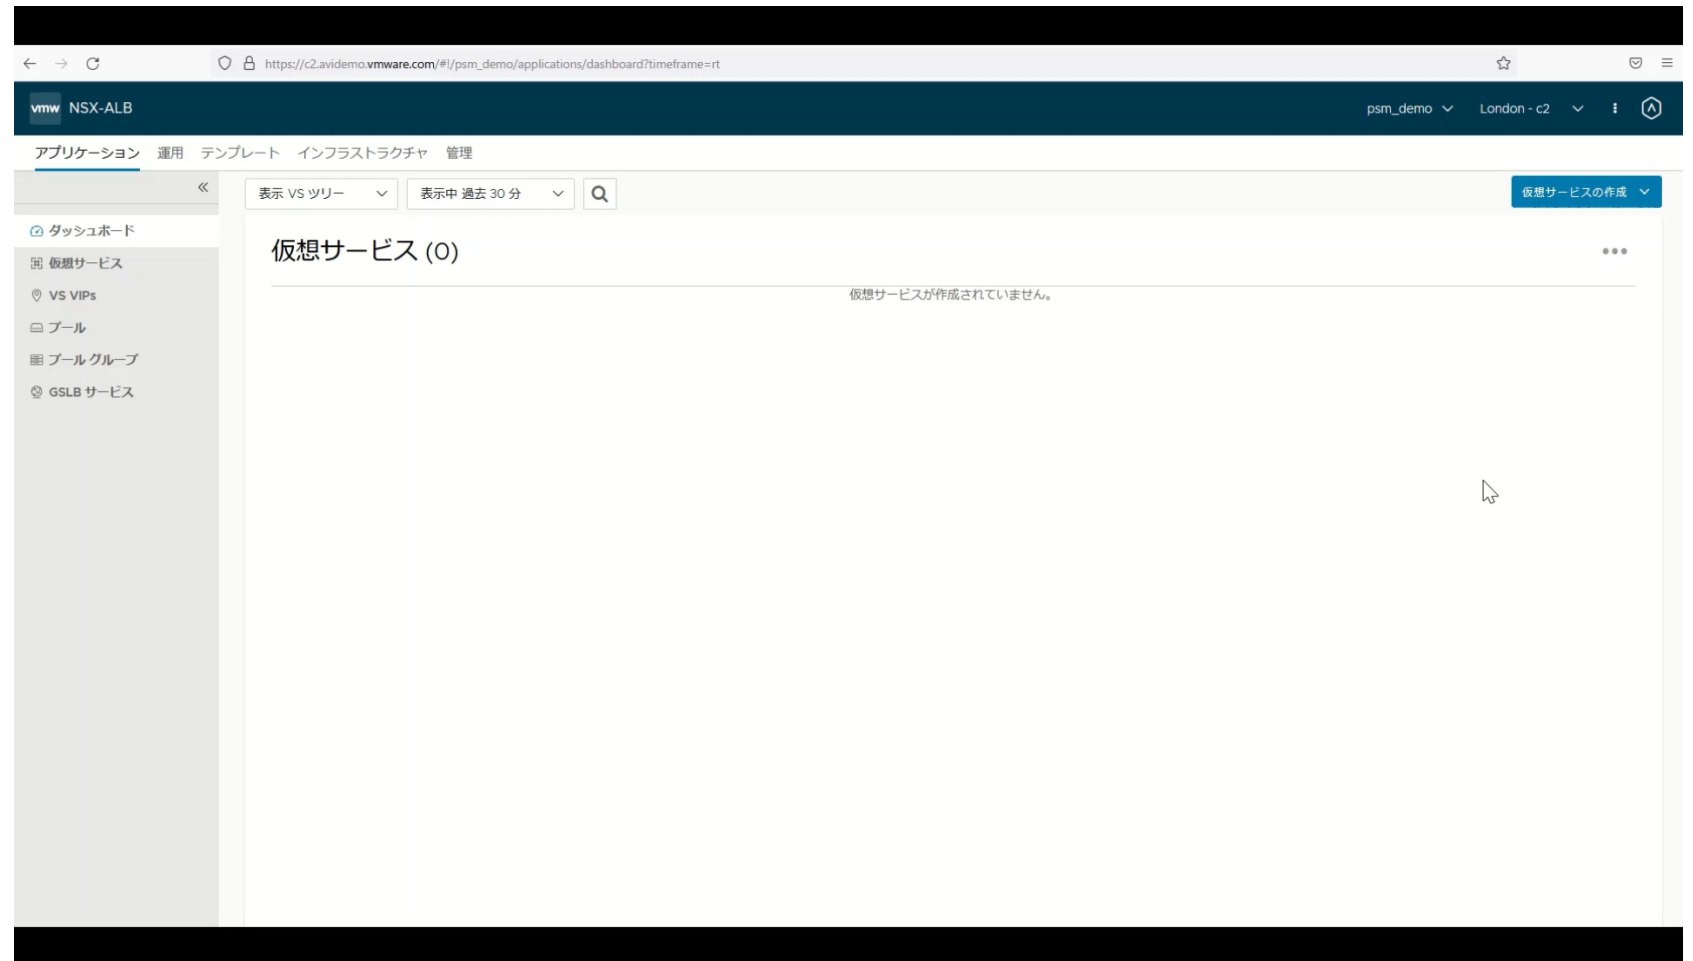 https://c2.avidemo.vmware.com/#!/psm_demo/applications/dashboard?timeframe=rt
vmw NSX-ALB psm_demo London - c2
アプリケーション 運用 テンプレート インフラストラクチャ 管理
表示 VS ツリー 表示中 過去 30 分 仮想サービスの作成
ダッシュボード
仮想サービス
VS VIPs
プール
プール グループ
GSLB サービス
仮想サービス (0)
仮想サービスが作成されていません。